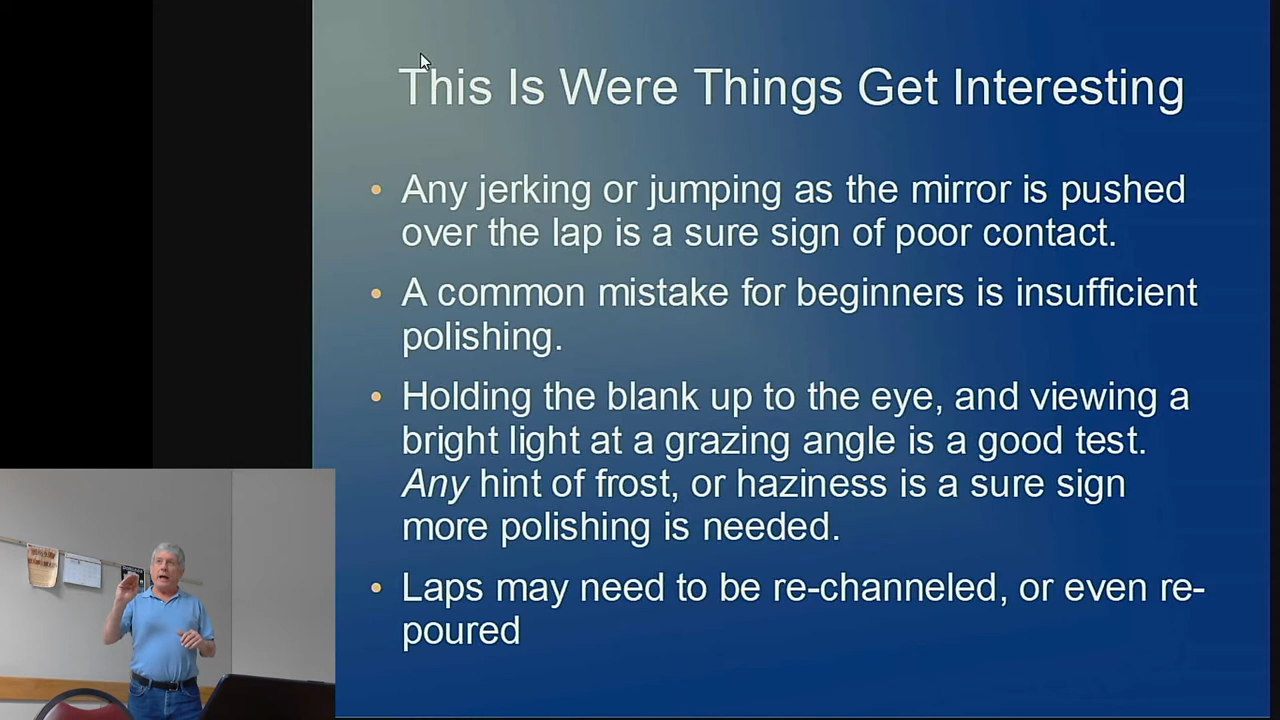 This Is Were Things Get Interesting
• Any jerking or jumping as the mirror is pushed
over the lap is a sure sign of poor contact.
• A common mistake for beginners is insufficient
polishing.
• Holding the blank up to the eye, and viewing a
bright light at a grazing angle is a good test.
Any hint of frost, or haziness is a sure sign
more polishing is needed.
• Laps may need to be re-channeled, or even re-
poured